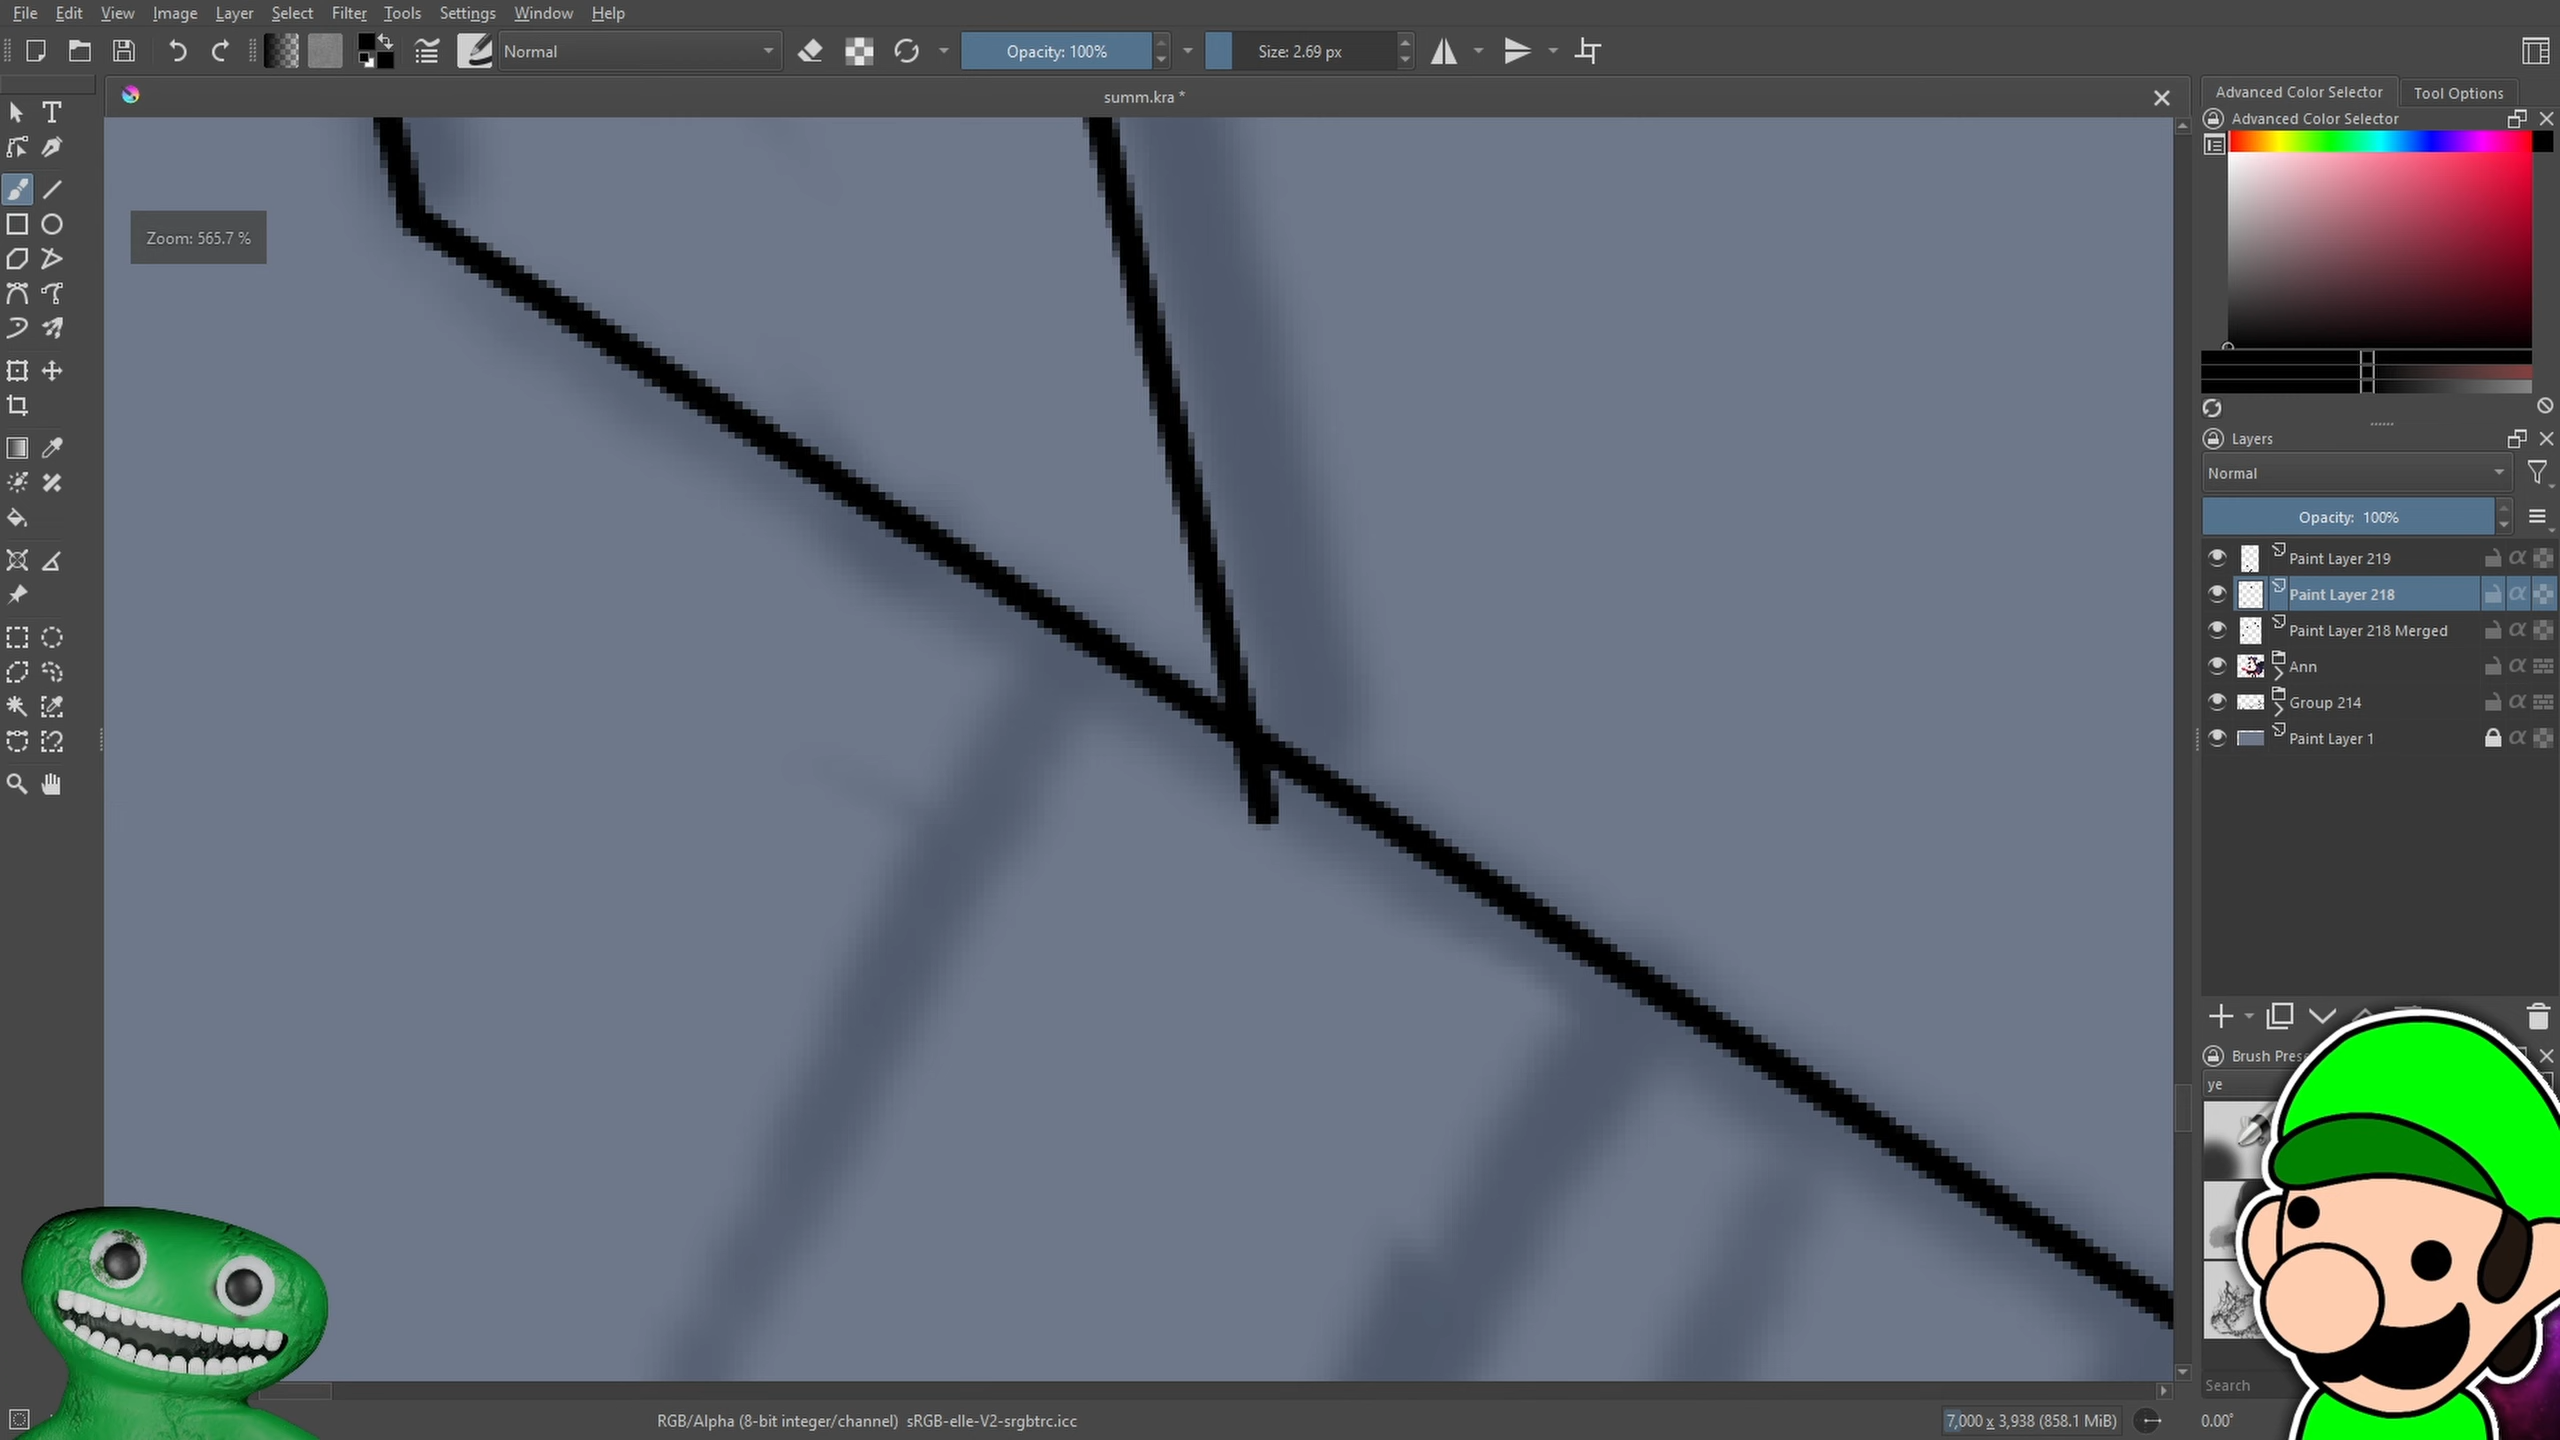 File Edit View Image Layer Select Filter Tools Settings Window Help
Normal Opacity: 100% Size: 2.69 px
summ.kra *
Zoom: 565.7 %
Advanced Color Selector Tool Options
Advanced Color Selector
Layers
Normal
Opacity: 100%
Paint Layer 219
Paint Layer 218
Paint Layer 218 Merged
Ann
Group 214
Paint Layer 1
Brush Pres
ye
Search
RGB/Alpha (8-bit integer/channel) sRGB-elle-V2-srgbtrc.icc
7,000 x 3,938 (858.1 MiB)
0.00°